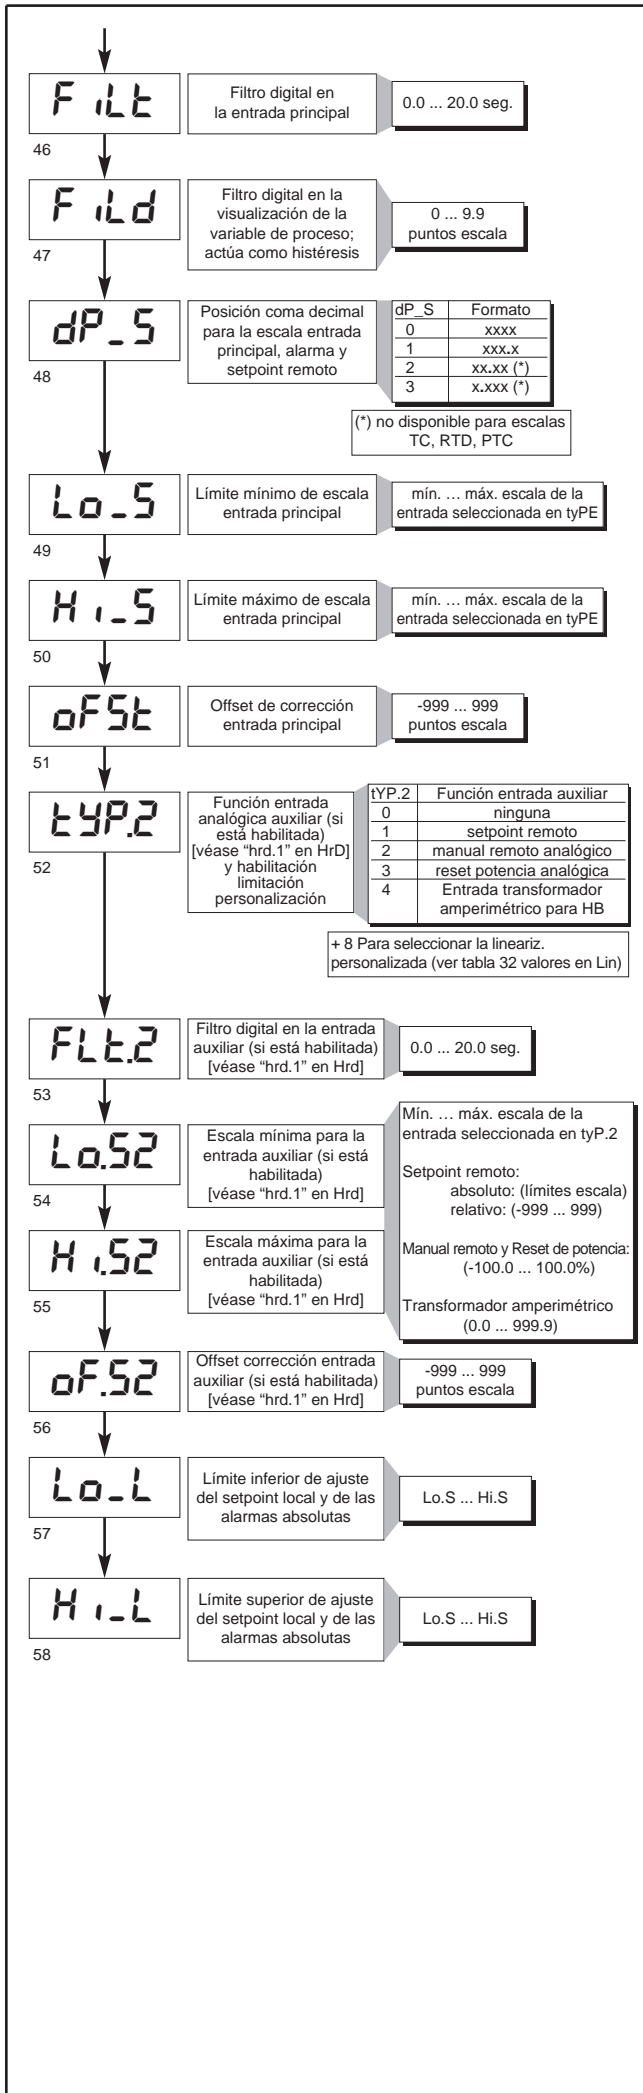 FiLt
Filtro digital en
la entrada principal
0.0 ... 20.0 seg.
46
FiLd
Filtro digital en la
visualización de la
variable de proceso;
actúa como histéresis
0 ... 9.9
puntos escala
47
dP_S
Posición coma decimal
para la escala entrada
principal, alarma y
setpoint remoto
dP_S Formato
0 xxxx
1 xxx.x
2 xx.xx (*)
3 x.xxx (*)
48
(*) no disponible para escalas
TC, RTD, PTC
Lo_S
Límite mínimo de escala
entrada principal
mín. … máx. escala de la
entrada seleccionada en tyPE
49
Hi_S
Límite máximo de escala
entrada principal
mín. … máx. escala de la
entrada seleccionada en tyPE
50
oFSt
Offset de corrección
entrada principal
-999 ... 999
puntos escala
51
tYP.2
Función entrada
analógica auxiliar (si
está habilitada)
[véase “hrd.1” en HrD]
y habilitación
limitación
personalización
tYP.2 Función entrada auxiliar
0 ninguna
1 setpoint remoto
2 manual remoto analógico
3 reset potencia analógica
4 Entrada transformador
amperimétrico para HB
52
+ 8 Para seleccionar la lineariz.
personalizada (ver tabla 32 valores en Lin)
FLt.2
Filtro digital en la entrada
auxiliar (si está habilitada)
[véase “hrd.1” en Hrd]
0.0 ... 20.0 seg.
53
Lo.S2
Escala mínima para la
entrada auxiliar (si está
habilitada)
[véase “hrd.1” en Hrd]
54
Hi.S2
Escala máxima para la
entrada auxiliar (si está
habilitada)
[véase “hrd.1” en Hrd]
55
Mín. … máx. escala de la
entrada seleccionada en tyP.2
Setpoint remoto:
absoluto: (límites escala)
relativo: (-999 ... 999)
Manual remoto y Reset de potencia:
(-100.0 ... 100.0%)
Transformador amperimétrico
(0.0 ... 999.9)
oF.S2
Offset corrección entrada
auxiliar (si está habilitada)
[véase “hrd.1” en Hrd]
-999 ... 999
puntos escala
56
Lo_L
Límite inferior de ajuste
del setpoint local y de las
alarmas absolutas
Lo.S ... Hi.S
57
Hi_L
Límite superior de ajuste
del setpoint local y de las
alarmas absolutas
Lo.S ... Hi.S
58